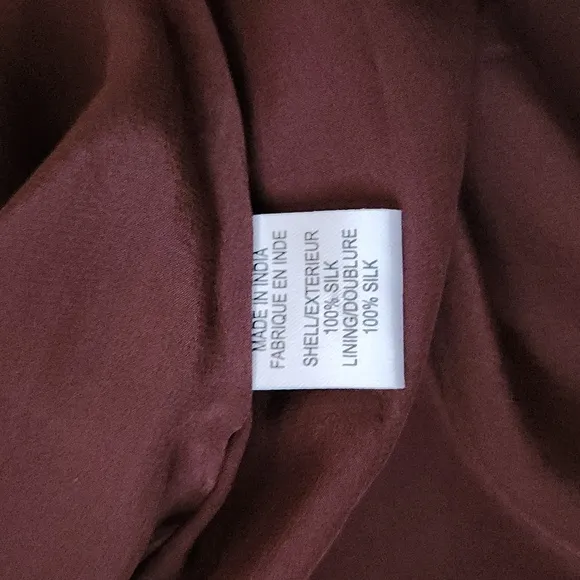 MADE IN INDIA
FABRIQUE EN INDE
SHELL/EXTERIEUR
100% SILK
LINING/DOUBLURE
100% SILK